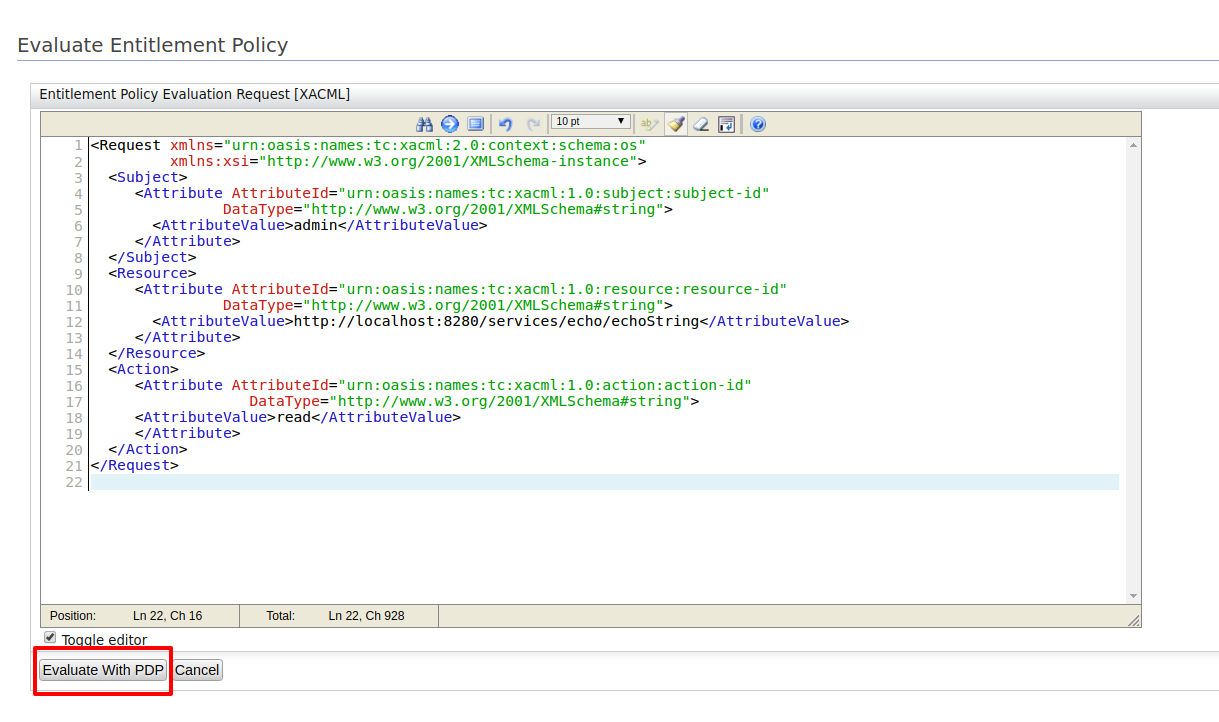 Evaluate Entitlement Policy
Entitlement Policy Evaluation Request [XACML]
10 pt
1 <Request xmlns="urn:oasis:names:tc:xacml:2.0:context:schema:os"
2 xmlns:xsi="http://www.w3.org/2001/XMLSchema-instance">
3 <Subject>
4 <Attribute AttributeId="urn:oasis:names:tc:xacml:1.0:subject:subject-id"
5 DataType="http://www.w3.org/2001/XMLSchema#string">
6 <AttributeValue>admin</AttributeValue>
7 </Attribute>
8 </Subject>
9 <Resource>
10 <Attribute AttributeId="urn:oasis:names:tc:xacml:1.0:resource:resource-id"
11 DataType="http://www.w3.org/2001/XMLSchema#string">
12 <AttributeValue>http://localhost:8280/services/echo/echoString</AttributeValue>
13 </Attribute>
14 </Resource>
15 <Action>
16 <Attribute AttributeId="urn:oasis:names:tc:xacml:1.0:action:action-id"
17 DataType="http://www.w3.org/2001/XMLSchema#string">
18 <AttributeValue>read</AttributeValue>
19 </Attribute>
20 </Action>
21 </Request>
22
Position: Ln 22, Ch 16 Total: Ln 22, Ch 928
Toggle editor
Evaluate With PDP Cancel